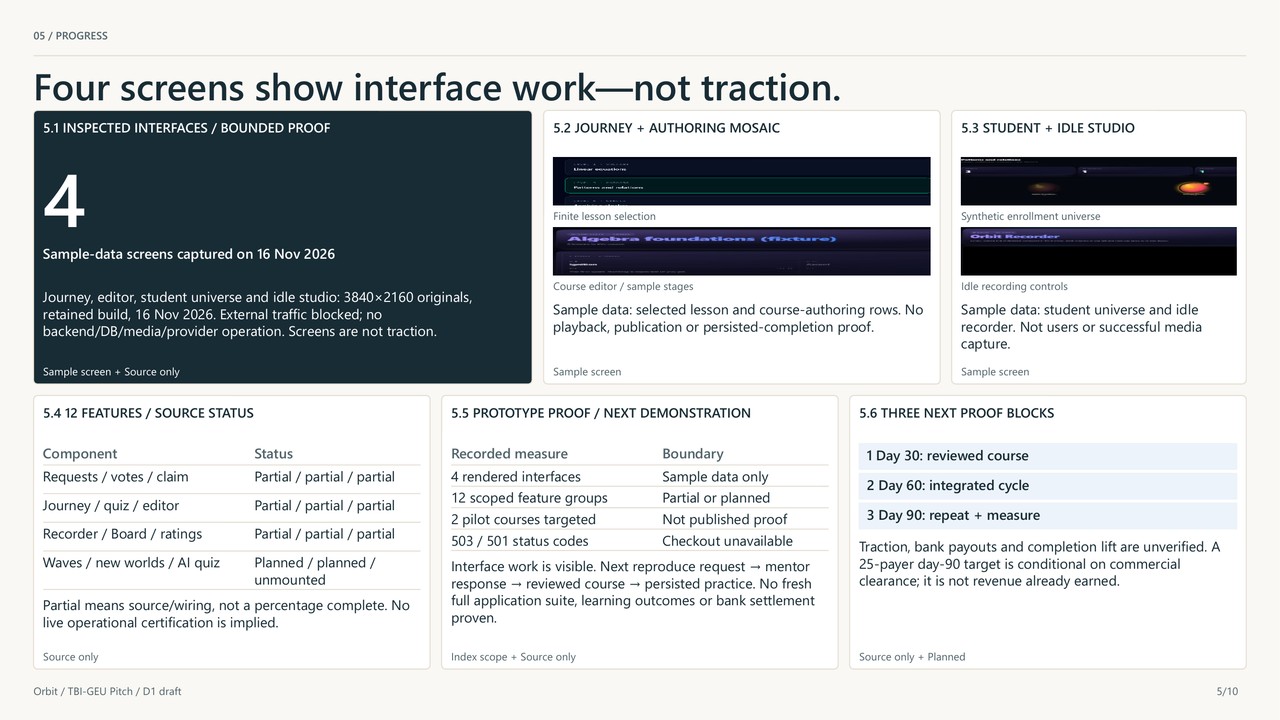 05 / PROGRESS
Four screens show interface work—not traction.
5.1 INSPECTED INTERFACES / BOUNDED PROOF
4
Sample-data screens captured on 16 Nov 2026
Journey, editor, student universe and idle studio: 3840×2160 originals,
retained build, 16 Nov 2026. External traffic blocked; no
backend/DB/media/provider operation. Screens are not traction.
Sample screen + Source only
5.2 JOURNEY + AUTHORING MOSAIC
Linear equations
Patterns and relations
Finite lesson selection
Algebra foundations (fixture)
Course editor / sample stages
Sample data: selected lesson and course-authoring rows. No
playback, publication or persisted-completion proof.
Sample screen
5.3 STUDENT + IDLE STUDIO
Patterns and relations
Synthetic enrollment universe
Orbit Recorder
Idle recording controls
Sample data: student universe and idle
recorder. Not users or successful media
capture.
Sample screen
5.4 12 FEATURES / SOURCE STATUS
Component Status
Requests / votes / claim Partial / partial / partial
Journey / quiz / editor Partial / partial / partial
Recorder / Board / ratings Partial / partial / partial
Waves / new worlds / AI quiz Planned / planned /
unmounted
Partial means source/wiring, not a percentage complete. No
live operational certification is implied.
Source only
5.5 PROTOTYPE PROOF / NEXT DEMONSTRATION
Recorded measure Boundary
4 rendered interfaces Sample data only
12 scoped feature groups Partial or planned
2 pilot courses targeted Not published proof
503 / 501 status codes Checkout unavailable
Interface work is visible. Next reproduce request → mentor
response → reviewed course → persisted practice. No fresh
full application suite, learning outcomes or bank settlement
proven.
Index scope + Source only
5.6 THREE NEXT PROOF BLOCKS
1 Day 30: reviewed course
2 Day 60: integrated cycle
3 Day 90: repeat + measure
Traction, bank payouts and completion lift are unverified. A
25-payer day-90 target is conditional on commercial
clearance; it is not revenue already earned.
Source only + Planned
Orbit / TBI-GEU Pitch / D1 draft
5/10